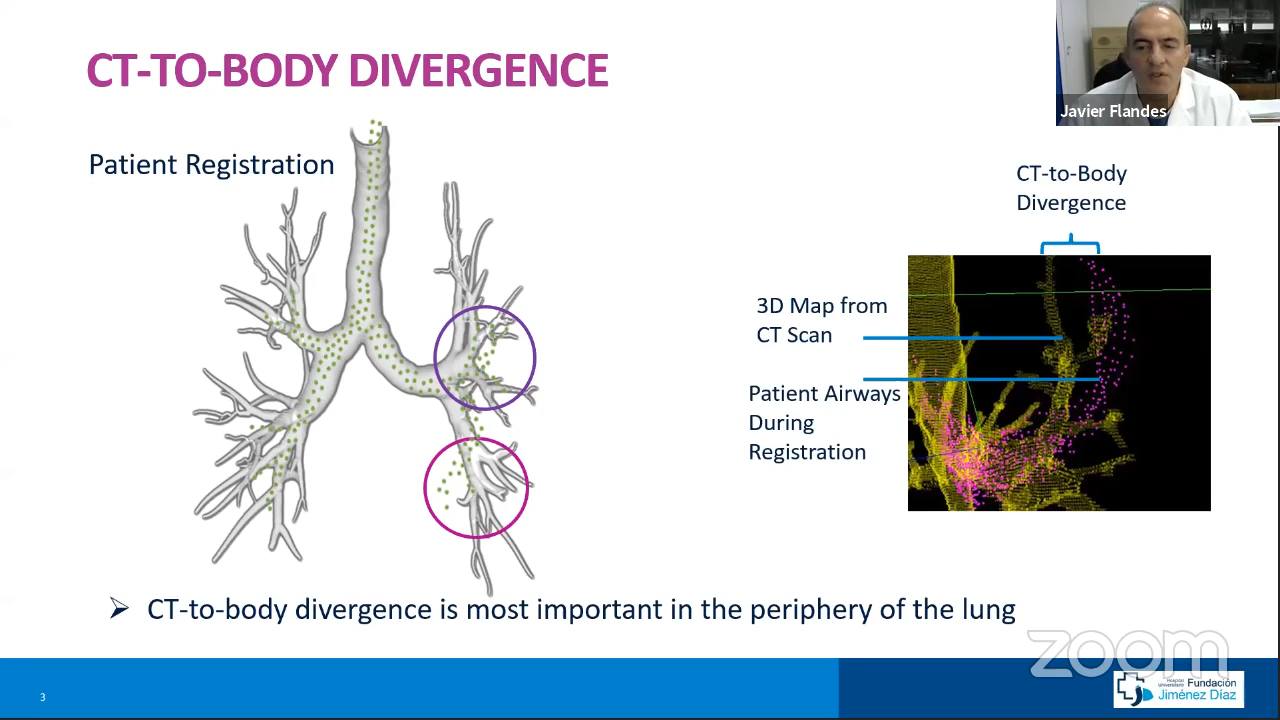 CT-TO-BODY DIVERGENCE
Javier Flandes
Patient Registration
CT-to-Body
Divergence
3D Map from
CT Scan
Patient Airways
During
Registration
CT-to-body divergence is most important in the periphery of the lung
zoom
3
Hospital
Universitario
Fundación
Jiménez Díaz